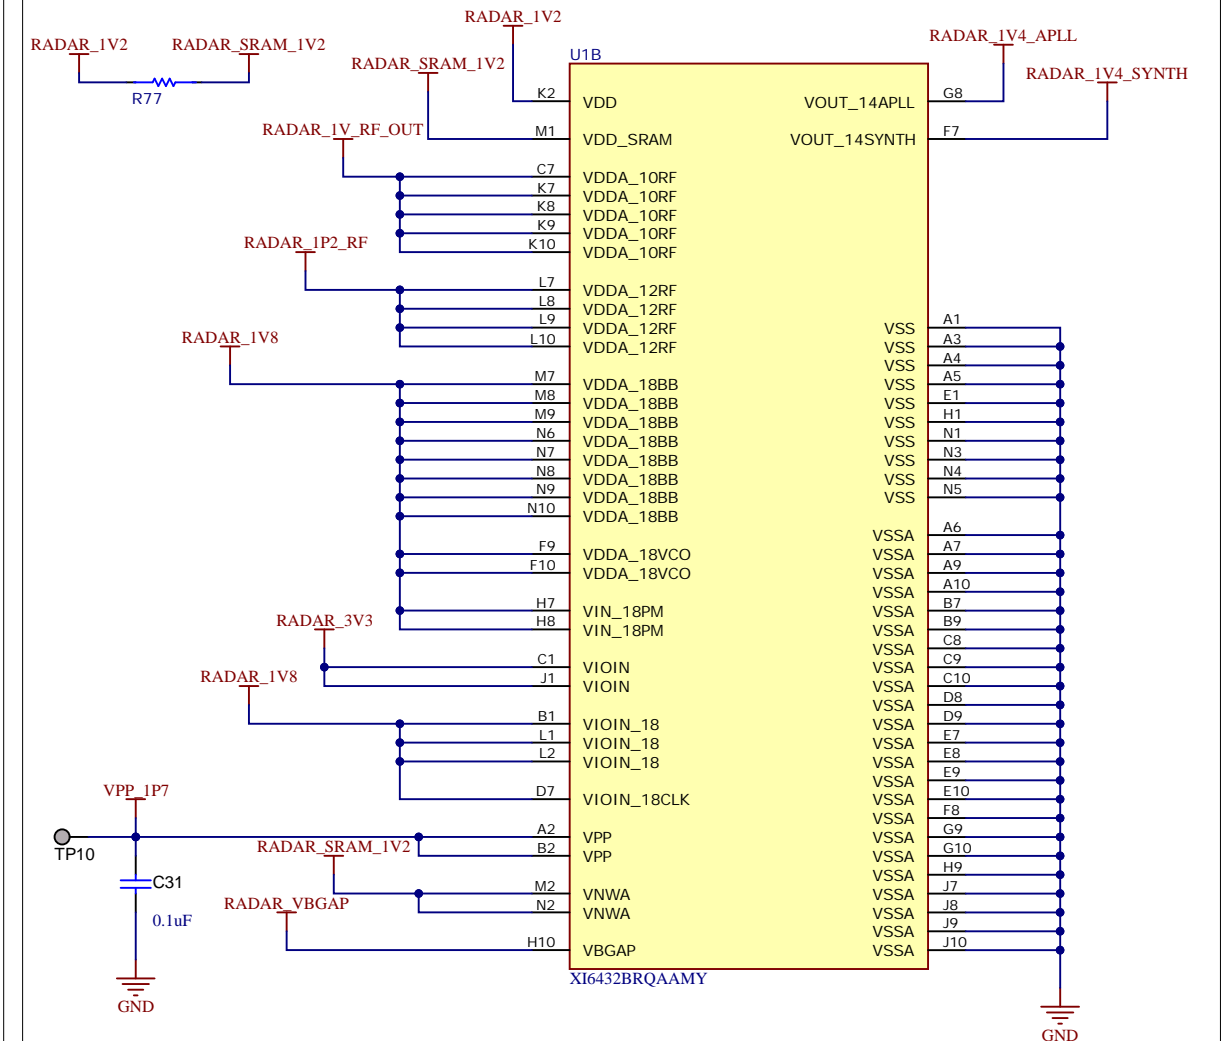 RADAR_1V2
RADAR_1V2 RADAR_SRAM_1V2
R77
RADAR_SRAM_1V2
RADAR_1V4_APLL
RADAR_1V4_SYNTH
U1B
K2 VDD VOUT_14APLL G8
M1 VDD_SRAM VOUT_14SYNTH F7
RADAR_1V_RF_OUT
C7 VDDA_10RF
K7 VDDA_10RF
K8 VDDA_10RF
K9 VDDA_10RF
K10 VDDA_10RF
RADAR_1P2_RF
L7 VDDA_12RF
L8 VDDA_12RF
L9 VDDA_12RF VSS A1
L10 VDDA_12RF VSS A3
RADAR_1V8
VSS A4
M7 VDDA_18BB VSS A5
M8 VDDA_18BB VSS E1
M9 VDDA_18BB VSS H1
N6 VDDA_18BB VSS N1
N7 VDDA_18BB VSS N3
N8 VDDA_18BB VSS N4
N9 VDDA_18BB VSS N5
N10 VDDA_18BB
VSSA A6
F9 VDDA_18VCO VSSA A7
F10 VDDA_18VCO VSSA A9
VSSA A10
H7 VIN_18PM VSSA B7
H8 VIN_18PM VSSA B9
RADAR_3V3
VSSA C8
C1 VIOIN VSSA C9
J1 VIOIN VSSA C10
RADAR_1V8
VSSA D8
B1 VIOIN_18 VSSA D9
L1 VIOIN_18 VSSA E7
L2 VIOIN_18 VSSA E8
VSSA E9
D7 VIOIN_18CLK VSSA E10
VPP_1P7
VSSA F8
TP10
A2 VPP VSSA G9
B2 VPP VSSA G10
RADAR_SRAM_1V2
VSSA H9
C31
0.1uF
M2 VNWA VSSA J7
N2 VNWA VSSA J8
RADAR_VBGAP
VSSA J9
H10 VBGAP VSSA J10
XI6432BRQAAMY
GND
GND